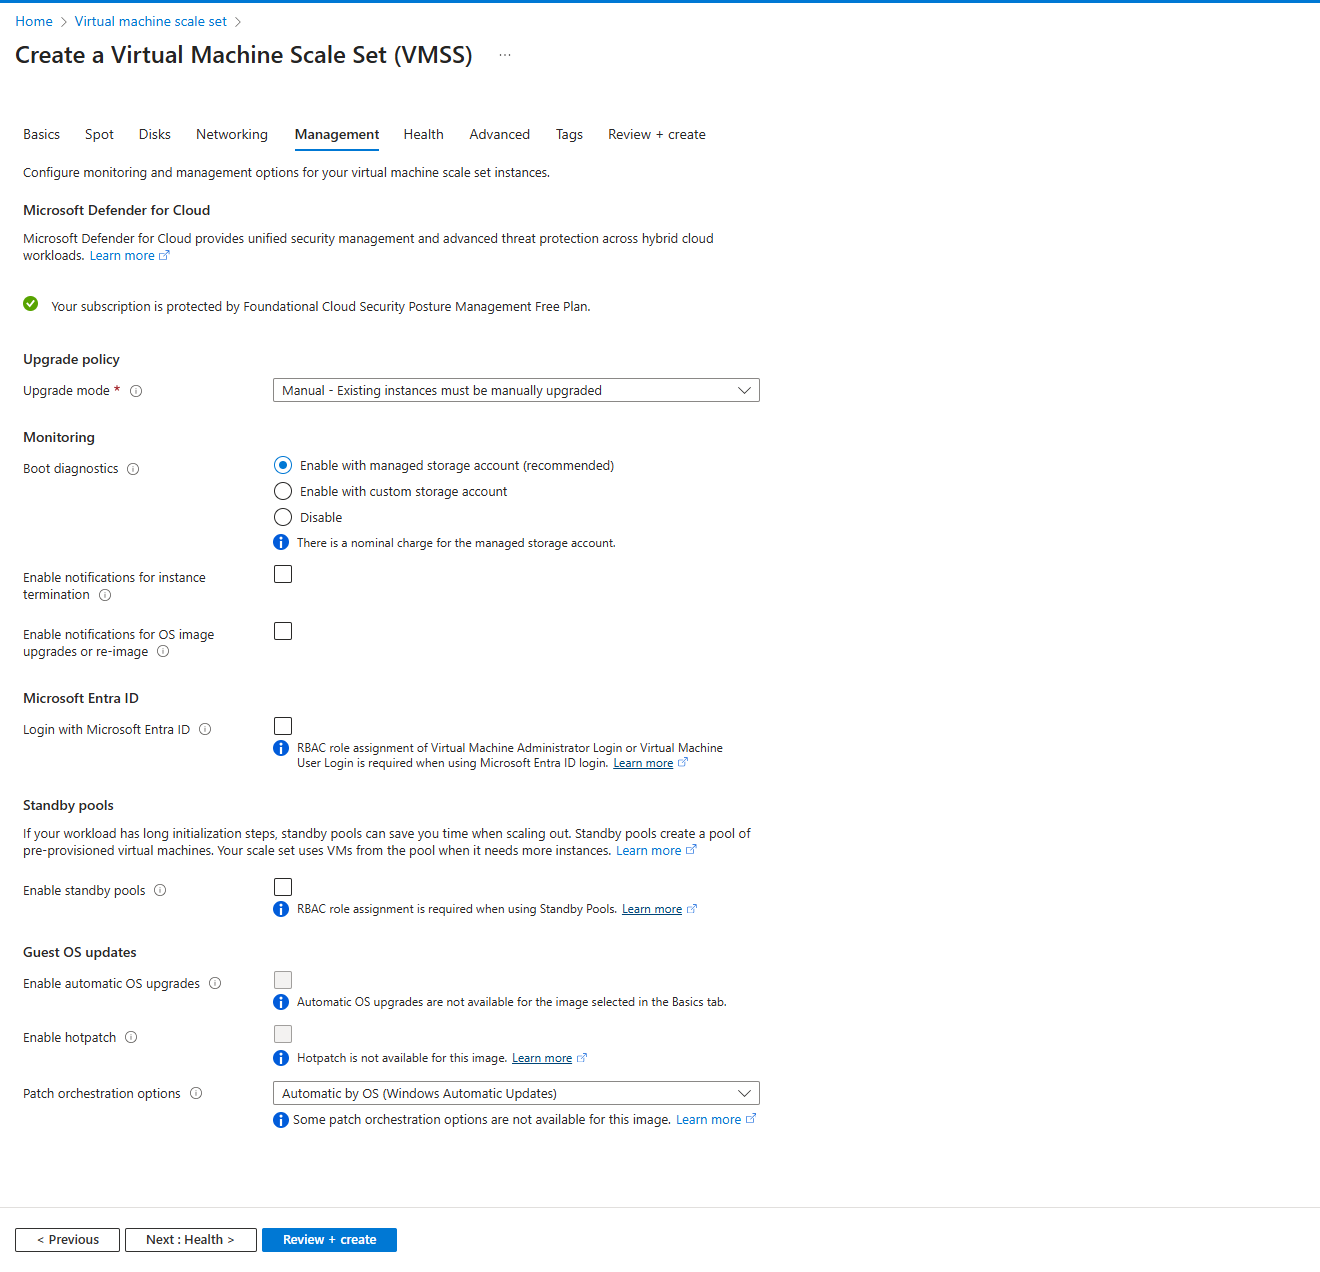 Home > Virtual machine scale set >
Create a Virtual Machine Scale Set (VMSS) ...
Basics Spot Disks Networking Management Health Advanced Tags Review + create
Configure monitoring and management options for your virtual machine scale set instances.
Microsoft Defender for Cloud
Microsoft Defender for Cloud provides unified security management and advanced threat protection across hybrid cloud
workloads. Learn more
Your subscription is protected by Foundational Cloud Security Posture Management Free Plan.
Upgrade policy
Upgrade mode *
Manual - Existing instances must be manually upgraded
Monitoring
Boot diagnostics
Enable with managed storage account (recommended)
Enable with custom storage account
Disable
There is a nominal charge for the managed storage account.
Enable notifications for instance
termination
Enable notifications for OS image
upgrades or re-image
Microsoft Entra ID
Login with Microsoft Entra ID
RBAC role assignment of Virtual Machine Administrator Login or Virtual Machine
User Login is required when using Microsoft Entra ID login. Learn more
Standby pools
If your workload has long initialization steps, standby pools can save you time when scaling out. Standby pools create a pool of
pre-provisioned virtual machines. Your scale set uses VMs from the pool when it needs more instances. Learn more
Enable standby pools
RBAC role assignment is required when using Standby Pools. Learn more
Guest OS updates
Enable automatic OS upgrades
Automatic OS upgrades are not available for the image selected in the Basics tab.
Enable hotpatch
Hotpatch is not available for this image. Learn more
Patch orchestration options
Automatic by OS (Windows Automatic Updates)
Some patch orchestration options are not available for this image. Learn more
< Previous Next : Health > Review + create